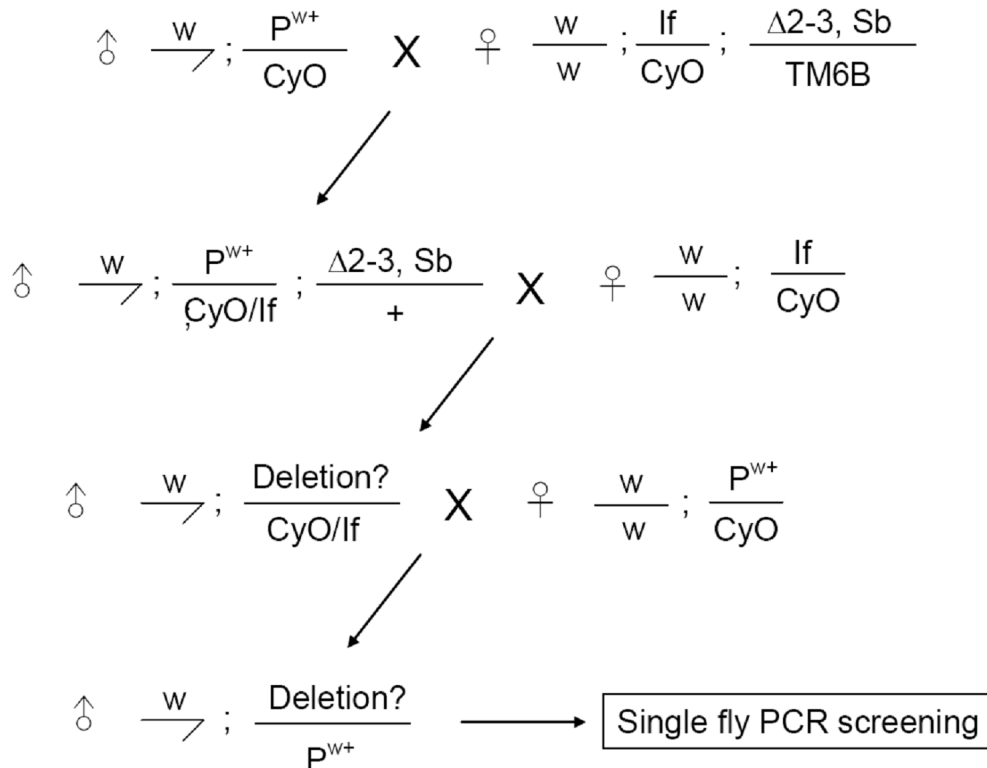 ♂ w ; P^w+ / CyO X ♀ w / w ; If / CyO ; Δ2-3, Sb / TM6B
♂ w ; P^w+ / ,CyO/If ; Δ2-3, Sb / + X ♀ w / w ; If / CyO
♂ w ; Deletion? / CyO/If X ♀ w / w ; P^w+ / CyO
♂ w ; Deletion? / P^w+ Single fly PCR screening